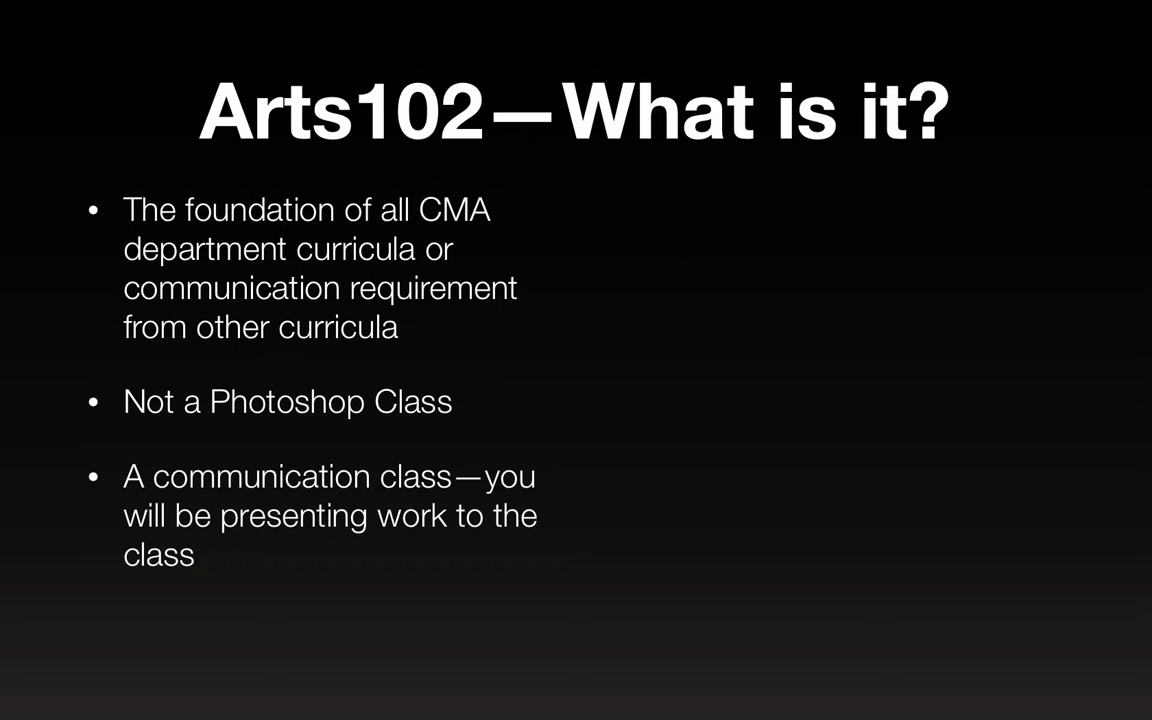 Arts102—What is it?
• The foundation of all CMA
department curricula or
communication requirement
from other curricula
• Not a Photoshop Class
• A communication class—you
will be presenting work to the
class